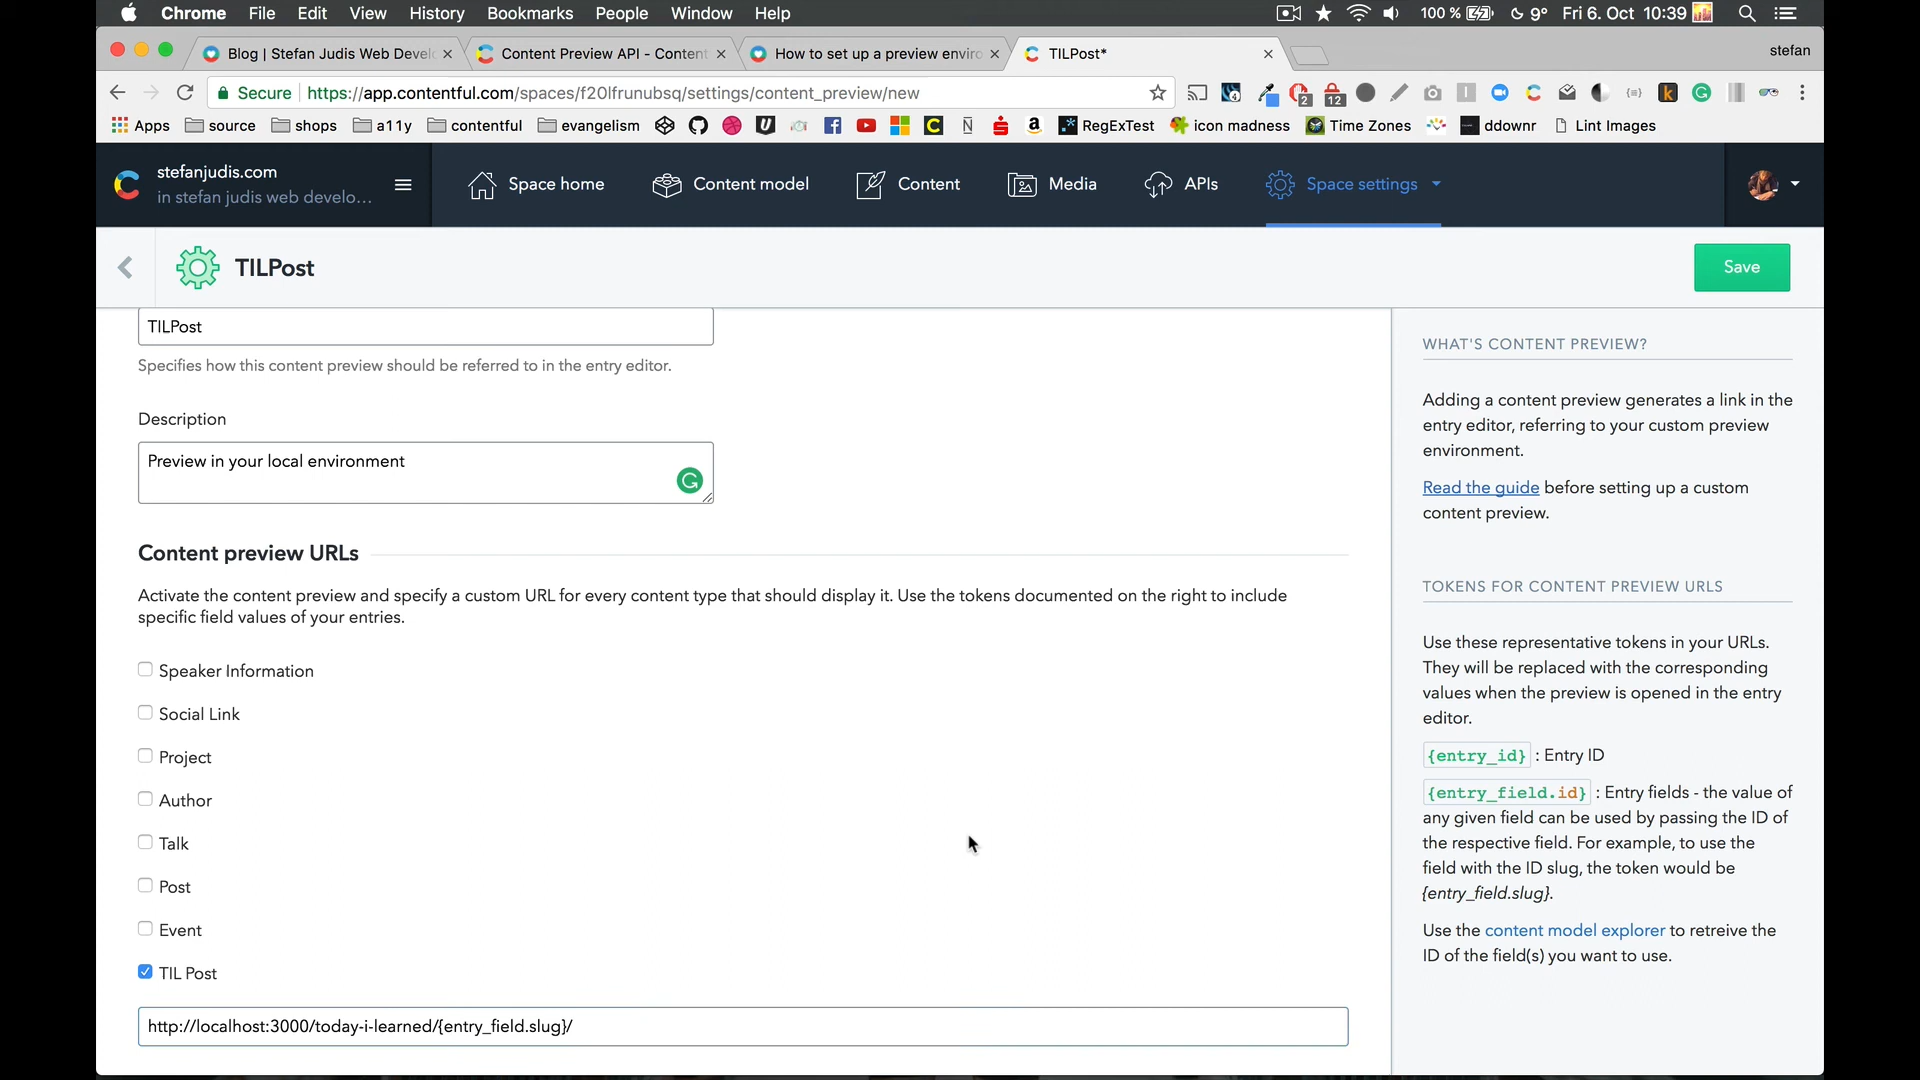 Chrome File Edit View History Bookmarks People Window Help 100 % 9° Fri 6. Oct 10:39
Blog | Stefan Judis Web Develo Content Preview API - Content How to set up a preview enviro TILPost* stefan
Secure https://app.contentful.com/spaces/f20lfrunubsq/settings/content_preview/new 4 2 12
Apps source shops a11y contentful evangelism RegExTest icon madness Time Zones ddownr Lint Images
stefanjudis.com
in stefan judis web develo...
Space home Content model Content Media APIs Space settings
TILPost Save
TILPost
Specifies how this content preview should be referred to in the entry editor.
Description
Preview in your local environment
Content preview URLs
Activate the content preview and specify a custom URL for every content type that should display it. Use the tokens documented on the right to include
specific field values of your entries.
Speaker Information
Social Link
Project
Author
Talk
Post
Event
TIL Post
http://localhost:3000/today-i-learned/{entry_field.slug}/
WHAT'S CONTENT PREVIEW?
Adding a content preview generates a link in the
entry editor, referring to your custom preview
environment.
Read the guide before setting up a custom
content preview.
TOKENS FOR CONTENT PREVIEW URLS
Use these representative tokens in your URLs.
They will be replaced with the corresponding
values when the preview is opened in the entry
editor.
{entry_id} : Entry ID
{entry_field.id} : Entry fields - the value of
any given field can be used by passing the ID of
the respective field. For example, to use the
field with the ID slug, the token would be
{entry_field.slug}.
Use the content model explorer to retreive the
ID of the field(s) you want to use.